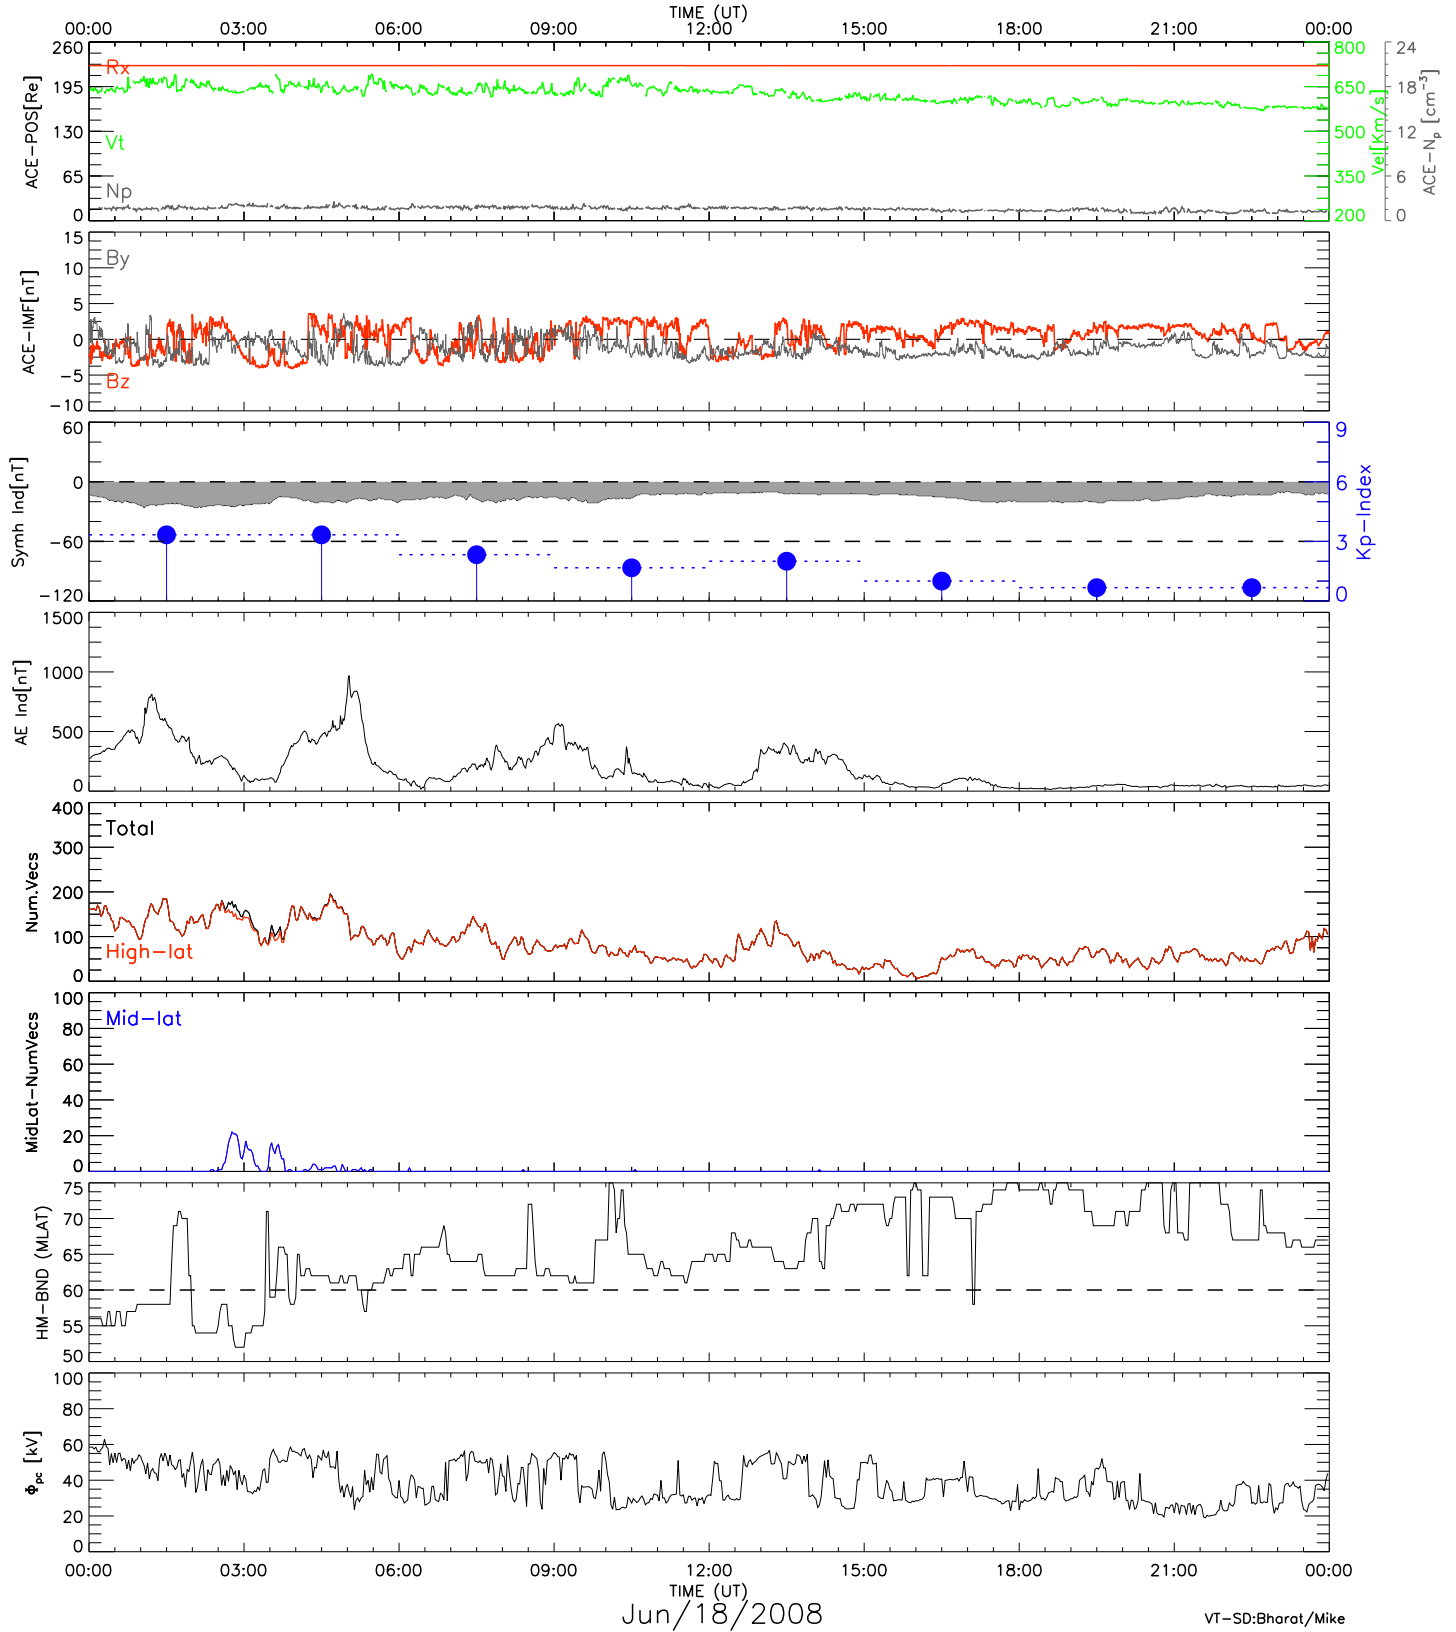 TIME (UT)
00:00 03:00 06:00 09:00 12:00 15:00 18:00 21:00 00:00
ACE-POS[Re]
260
195
130
65
0
Rx
Vt
Np
800
650
500
350
200
Vel[Km/s]
24
18
12
6
0
ACE-Np [cm⁻³]
ACE-IMF[nT]
15
10
5
0
-5
-10
By
Bz
Symh Ind[nT]
60
0
-60
-120
9
6
3
0
Kp-Index
AE Ind[nT]
1500
1000
500
0
Num.Vecs
400
300
200
100
0
Total
High-lat
MidLat-NumVecs
100
80
60
40
20
0
Mid-lat
HM-BND (MLAT)
75
70
65
60
55
50
Φpc [kV]
100
80
60
40
20
0
00:00 03:00 06:00 09:00 12:00 15:00 18:00 21:00 00:00
TIME (UT)
Jun/18/2008
VT-SD:Bharat/Mike